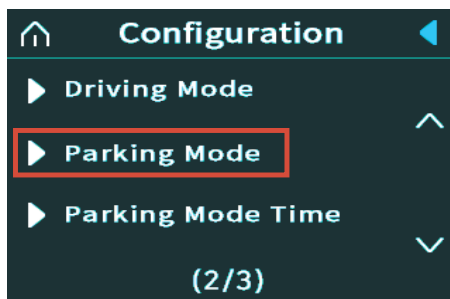 Configuration
Driving Mode
Parking Mode
Parking Mode Time
(2/3)